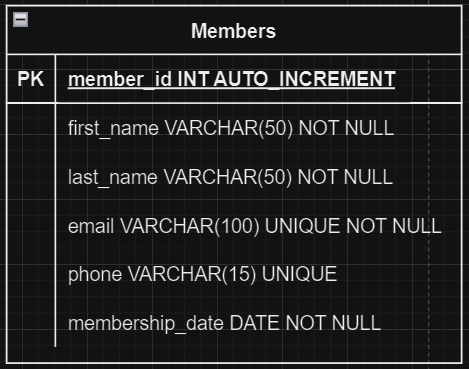 Members
PK member_id INT AUTO_INCREMENT
first_name VARCHAR(50) NOT NULL
last_name VARCHAR(50) NOT NULL
email VARCHAR(100) UNIQUE NOT NULL
phone VARCHAR(15) UNIQUE
membership_date DATE NOT NULL